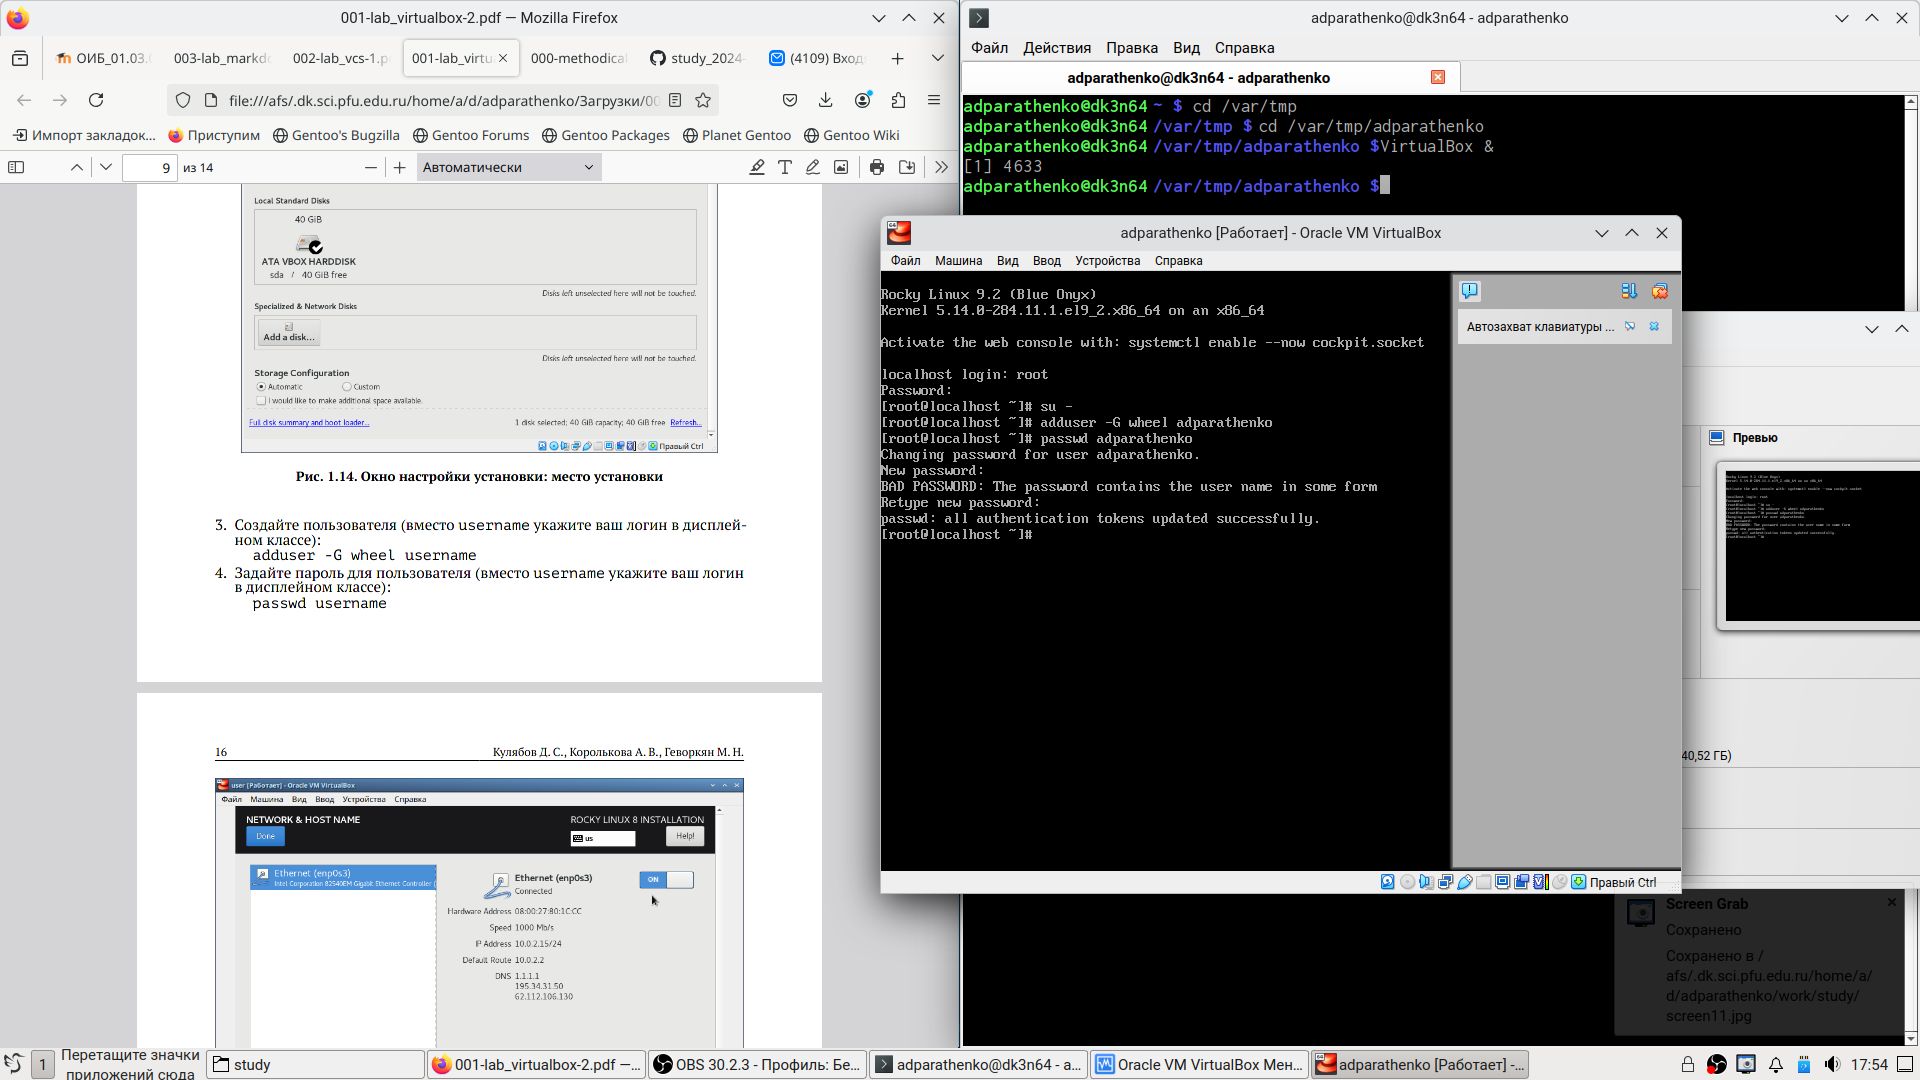 001-lab_virtualbox-2.pdf — Mozilla Firefox
ОИБ_01.03.0
003-lab_markdo
002-lab_vcs-1.p
001-lab_virtu
000-methodical
study_2024-
(4109) Вход
file:///afs/.dk.sci.pfu.edu.ru/home/a/d/adparathenko/Загрузки/00
Импорт закладок...
Приступим
Gentoo's Bugzilla
Gentoo Forums
Gentoo Packages
Planet Gentoo
Gentoo Wiki
9 из 14
Автоматически
Local Standard Disks
40 GiB
ATA VBOX HARDDISK
sda / 40 GiB free
Disks left unselected here will not be touched.
Specialized & Network Disks
Add a disk...
Disks left unselected here will not be touched.
Storage Configuration
Automatic
Custom
I would like to make additional space available.
Full disk summary and boot loader...
1 disk selected; 40 GiB capacity; 40 GiB free
Refresh...
Правый Ctrl
Рис. 1.14. Окно настройки установки: место установки
3. Создайте пользователя (вместо username укажите ваш логин в дисплей-
ном классе):
adduser -G wheel username
4. Задайте пароль для пользователя (вместо username укажите ваш логин
в дисплейном классе):
passwd username
16
Кулябов Д. С., Королькова А. В., Геворкян М. Н.
user [Работает] - Oracle VM VirtualBox
Файл Машина Вид Ввод Устройства Справка
NETWORK & HOST NAME
ROCKY LINUX 8 INSTALLATION
Done
us
Help!
Ethernet (enp0s3)
Intel Corporation 82540EM Gigabit Ethernet Controller (
Ethernet (enp0s3)
Connected
ON
Hardware Address 08:00:27:80:1C:CC
Speed 1000 Mb/s
IP Address 10.0.2.15/24
Default Route 10.0.2.2
DNS 1.1.1.1
195.34.31.50
62.112.106.130
adparathenko@dk3n64 - adparathenko
Файл Действия Правка Вид Справка
adparathenko@dk3n64 - adparathenko
adparathenko@dk3n64 ~ $ cd /var/tmp
adparathenko@dk3n64 /var/tmp $ cd /var/tmp/adparathenko
adparathenko@dk3n64 /var/tmp/adparathenko $ VirtualBox &
[1] 4633
adparathenko@dk3n64 /var/tmp/adparathenko $
adparathenko [Работает] - Oracle VM VirtualBox
Файл Машина Вид Ввод Устройства Справка
Rocky Linux 9.2 (Blue Onyx)
Kernel 5.14.0-284.11.1.el9_2.x86_64 on an x86_64
Activate the web console with: systemctl enable --now cockpit.socket
localhost login: root
Password:
[root@localhost ~]# su -
[root@localhost ~]# adduser -G wheel adparathenko
[root@localhost ~]# passwd adparathenko
Changing password for user adparathenko.
New password:
BAD PASSWORD: The password contains the user name in some form
Retype new password:
passwd: all authentication tokens updated successfully.
[root@localhost ~]#
Автозахват клавиатуры ...
Правый Ctrl
Превью
40,52 ГБ)
Screen Grab
Сохранено
Сохранено в /
afs/.dk.sci.pfu.edu.ru/home/a/
d/adparathenko/work/study/
screen11.jpg
1
Перетащите значки
приложений сюда
study
001-lab_virtualbox-2.pdf —...
OBS 30.2.3 - Профиль: Бе...
adparathenko@dk3n64 - a...
Oracle VM VirtualBox Мен...
adparathenko [Работает] -...
17:54